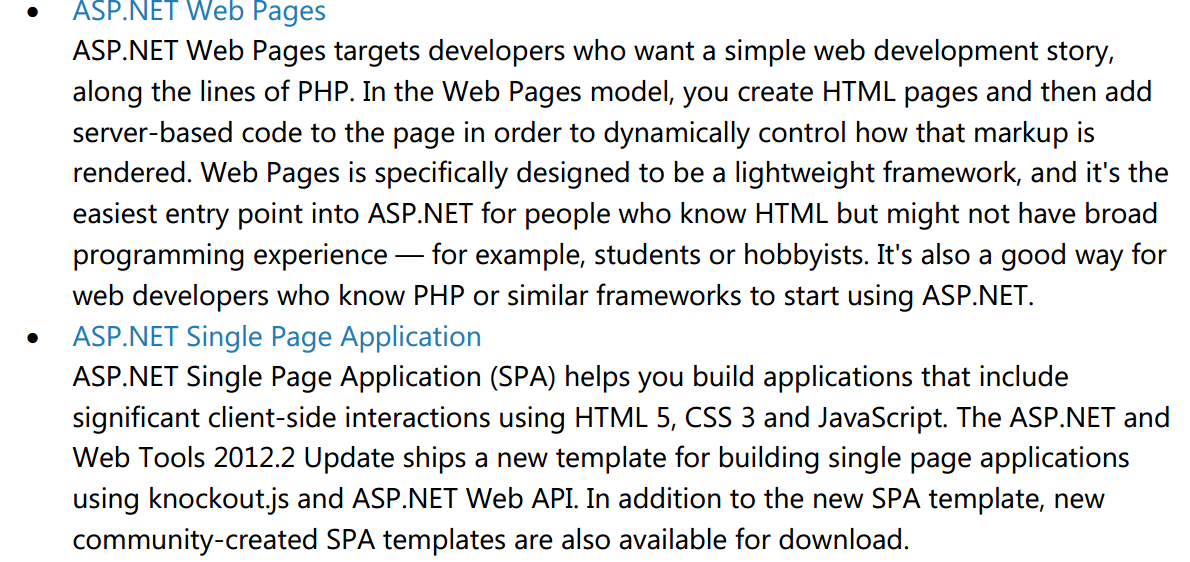 • ASP.NET Web Pages
ASP.NET Web Pages targets developers who want a simple web development story,
along the lines of PHP. In the Web Pages model, you create HTML pages and then add
server-based code to the page in order to dynamically control how that markup is
rendered. Web Pages is specifically designed to be a lightweight framework, and it's the
easiest entry point into ASP.NET for people who know HTML but might not have broad
programming experience — for example, students or hobbyists. It's also a good way for
web developers who know PHP or similar frameworks to start using ASP.NET.
• ASP.NET Single Page Application
ASP.NET Single Page Application (SPA) helps you build applications that include
significant client-side interactions using HTML 5, CSS 3 and JavaScript. The ASP.NET and
Web Tools 2012.2 Update ships a new template for building single page applications
using knockout.js and ASP.NET Web API. In addition to the new SPA template, new
community-created SPA templates are also available for download.